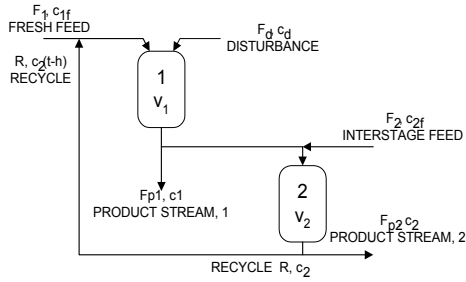 F1, c1f
FRESH FEED
Fd, cd
DISTURBANCE
R, c2(t-h)
RECYCLE
1
V1
F2, c2f
INTERSTAGE FEED
2
V2
Fp1, c1
PRODUCT STREAM, 1
Fp2 c2
PRODUCT STREAM, 2
RECYCLE R, c2